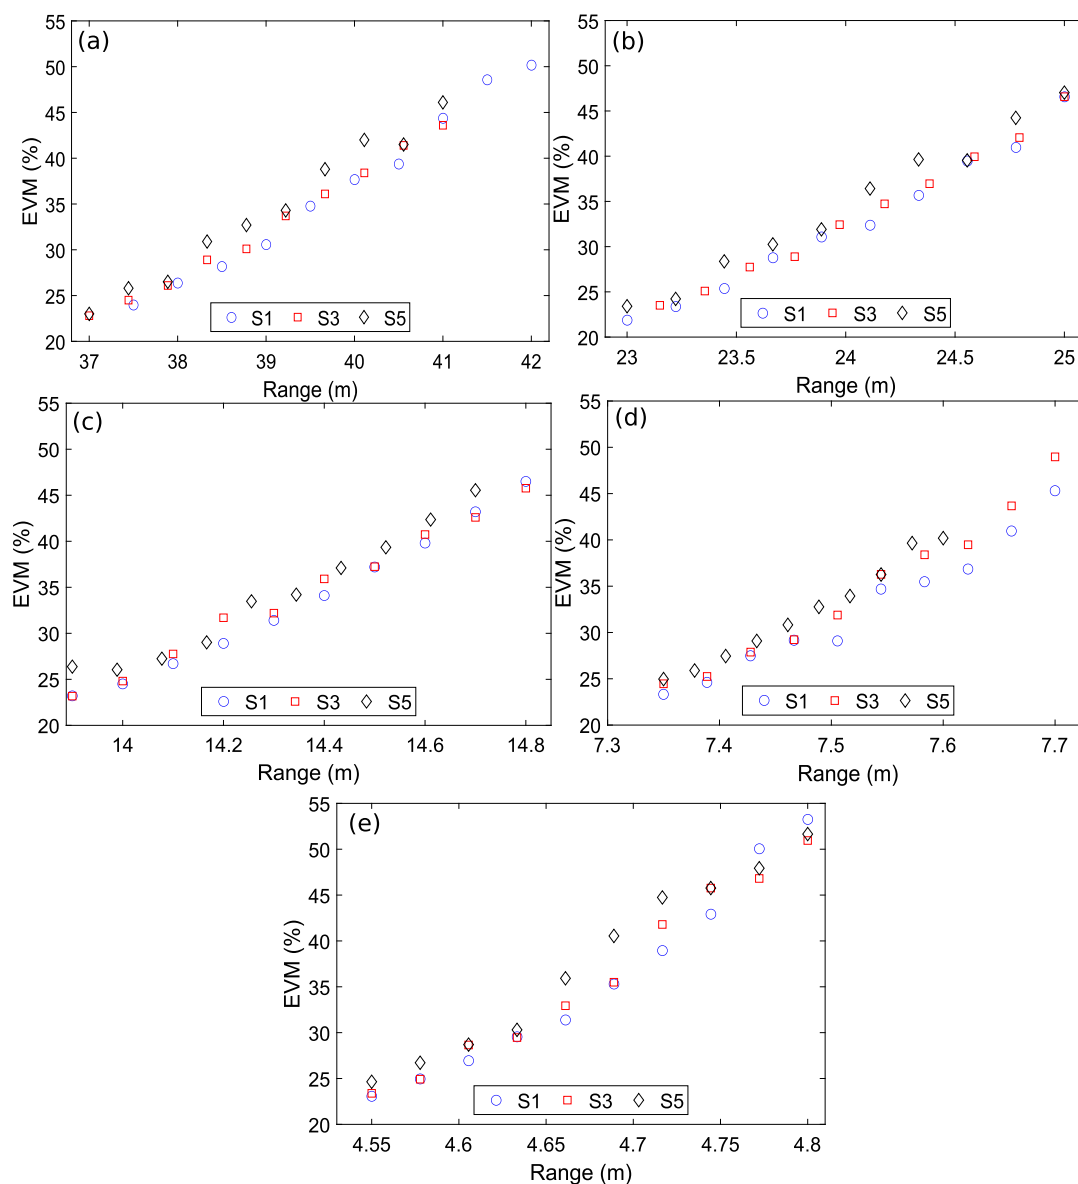 (a)
EVM (%)
55
50
45
40
35
30
25
20
37 38 39 40 41 42
Range (m)
S1 S3 S5
(b)
EVM (%)
55
50
45
40
35
30
25
20
23 23.5 24 24.5 25
Range (m)
S1 S3 S5
(c)
EVM (%)
55
50
45
40
35
30
25
20
14 14.2 14.4 14.6 14.8
Range (m)
S1 S3 S5
(d)
EVM (%)
55
50
45
40
35
30
25
20
7.3 7.4 7.5 7.6 7.7
Range (m)
S1 S3 S5
(e)
EVM (%)
55
50
45
40
35
30
25
20
4.55 4.6 4.65 4.7 4.75 4.8
Range (m)
S1 S3 S5